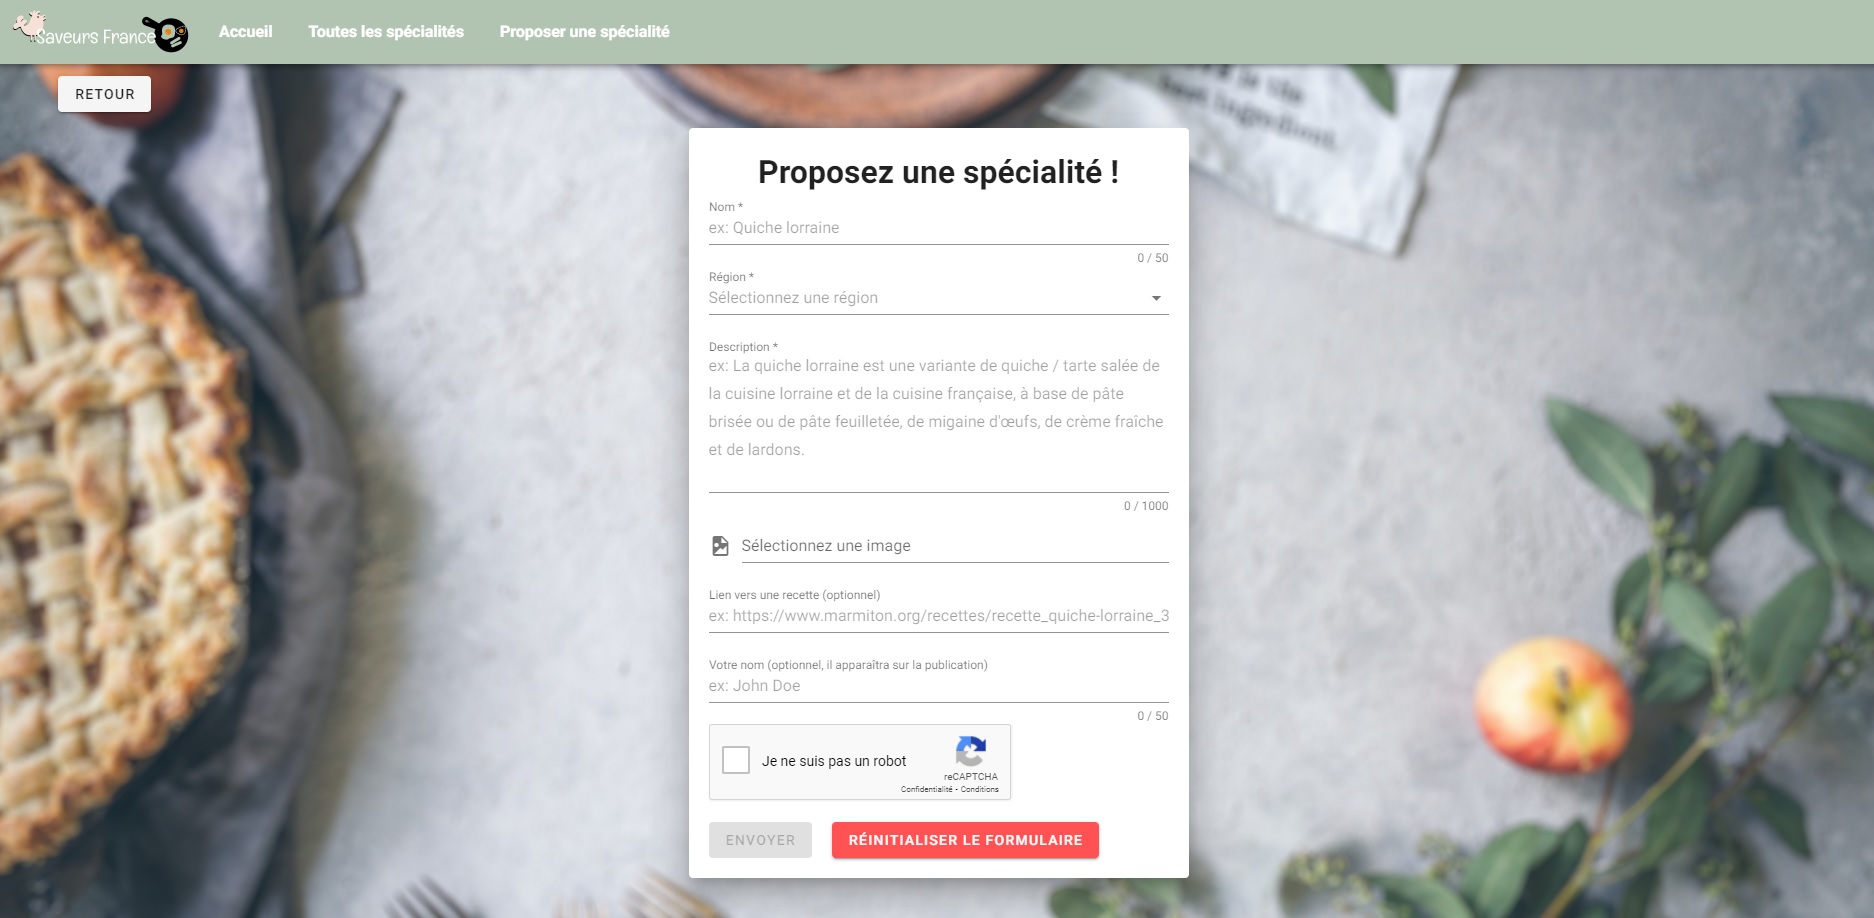 Saveurs France
Accueil
Toutes les spécialités
Proposer une spécialité
RETOUR
Proposez une spécialité !
Nom *
ex: Quiche lorraine
0 / 50
Région *
Sélectionnez une région
Description *
ex: La quiche lorraine est une variante de quiche / tarte salée de
la cuisine lorraine et de la cuisine française, à base de pâte
brisée ou de pâte feuilletée, de migaine d'œufs, de crème fraîche
et de lardons.
0 / 1000
Sélectionnez une image
Lien vers une recette (optionnel)
ex: https://www.marmiton.org/recettes/recette_quiche-lorraine_3
Votre nom (optionnel, il apparaîtra sur la publication)
ex: John Doe
0 / 50
Je ne suis pas un robot
reCAPTCHA
Confidentialité - Conditions
ENVOYER
RÉINITIALISER LE FORMULAIRE